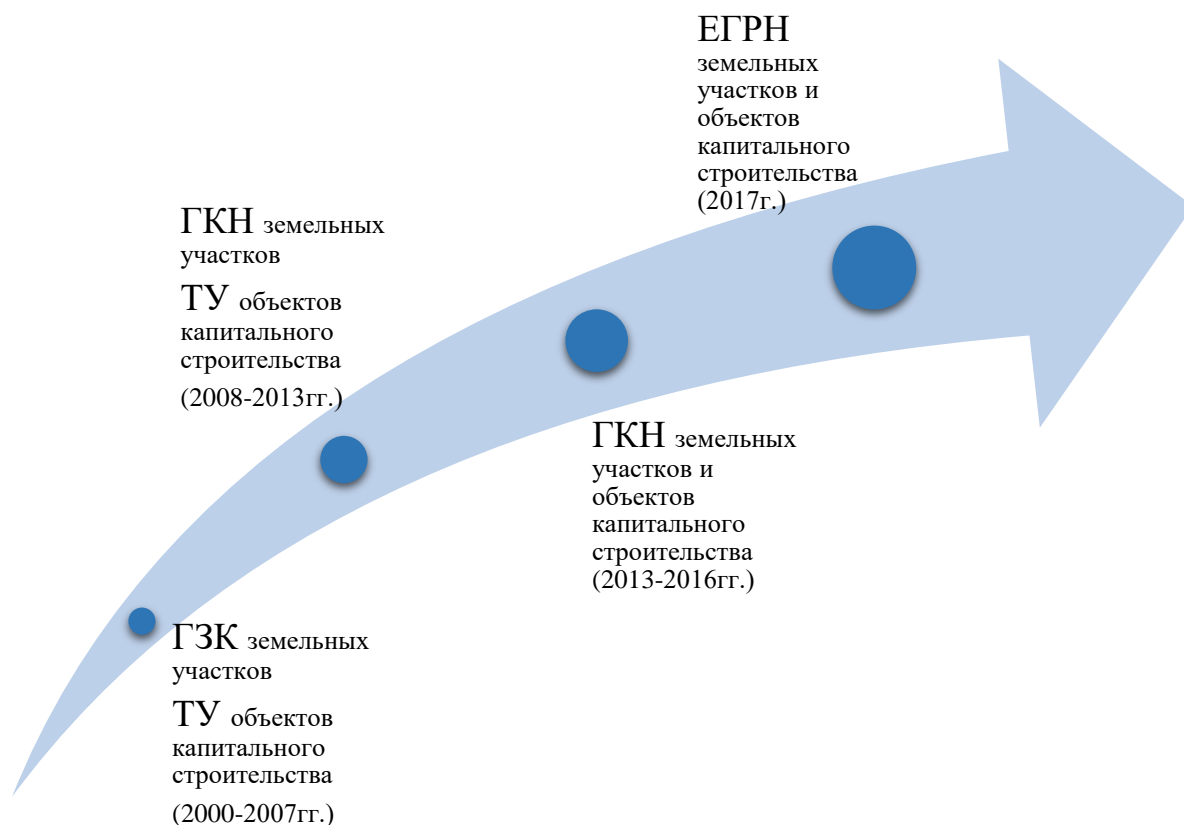 ГЗК земельных
участков
ТУ объектов
капитального
строительства
(2000-2007гг.)
ГКН земельных
участков
ТУ объектов
капитального
строительства
(2008-2013гг.)
ГКН земельных
участков и
объектов
капитального
строительства
(2013-2016гг.)
ЕГРН
земельных
участков и
объектов
капитального
строительства
(2017г.)